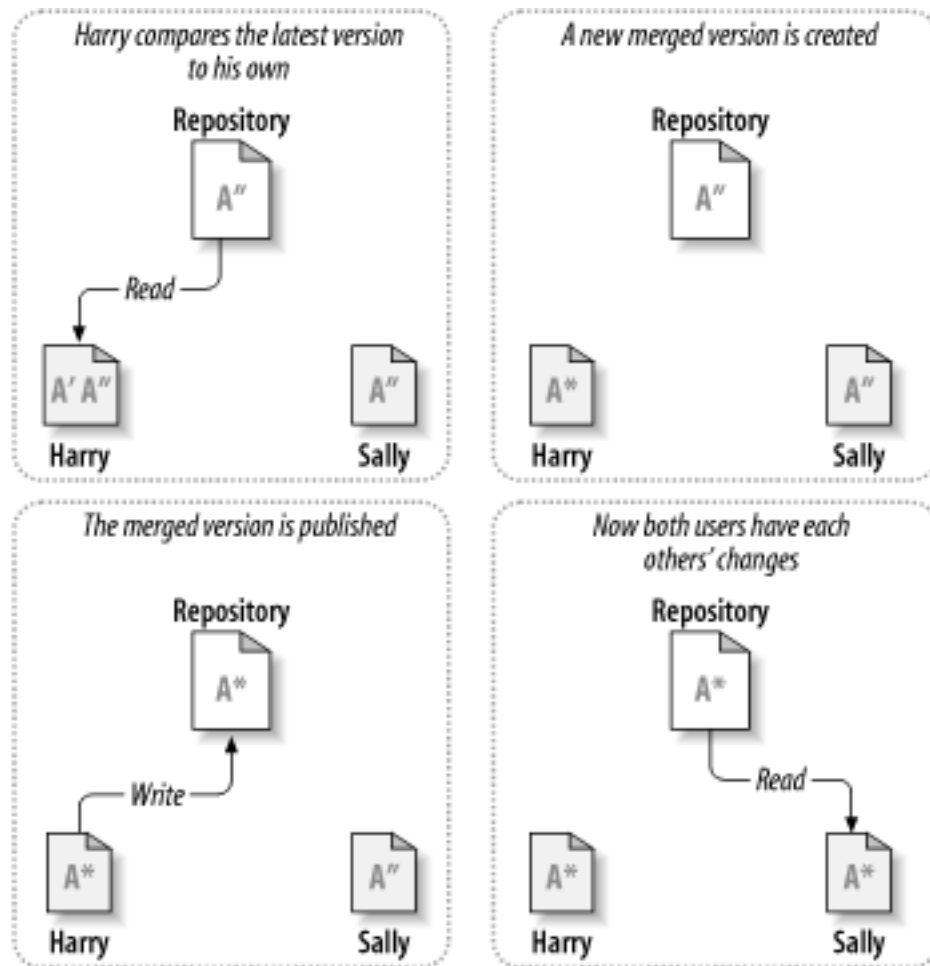 Harry compares the latest version
to his own
Repository
A"
Read
A' A"
A"
Harry
Sally
A new merged version is created
Repository
A"
A*
A"
Harry
Sally
The merged version is published
Repository
A*
Write
A*
A"
Harry
Sally
Now both users have each
others' changes
Repository
A*
Read
A*
A*
Harry
Sally